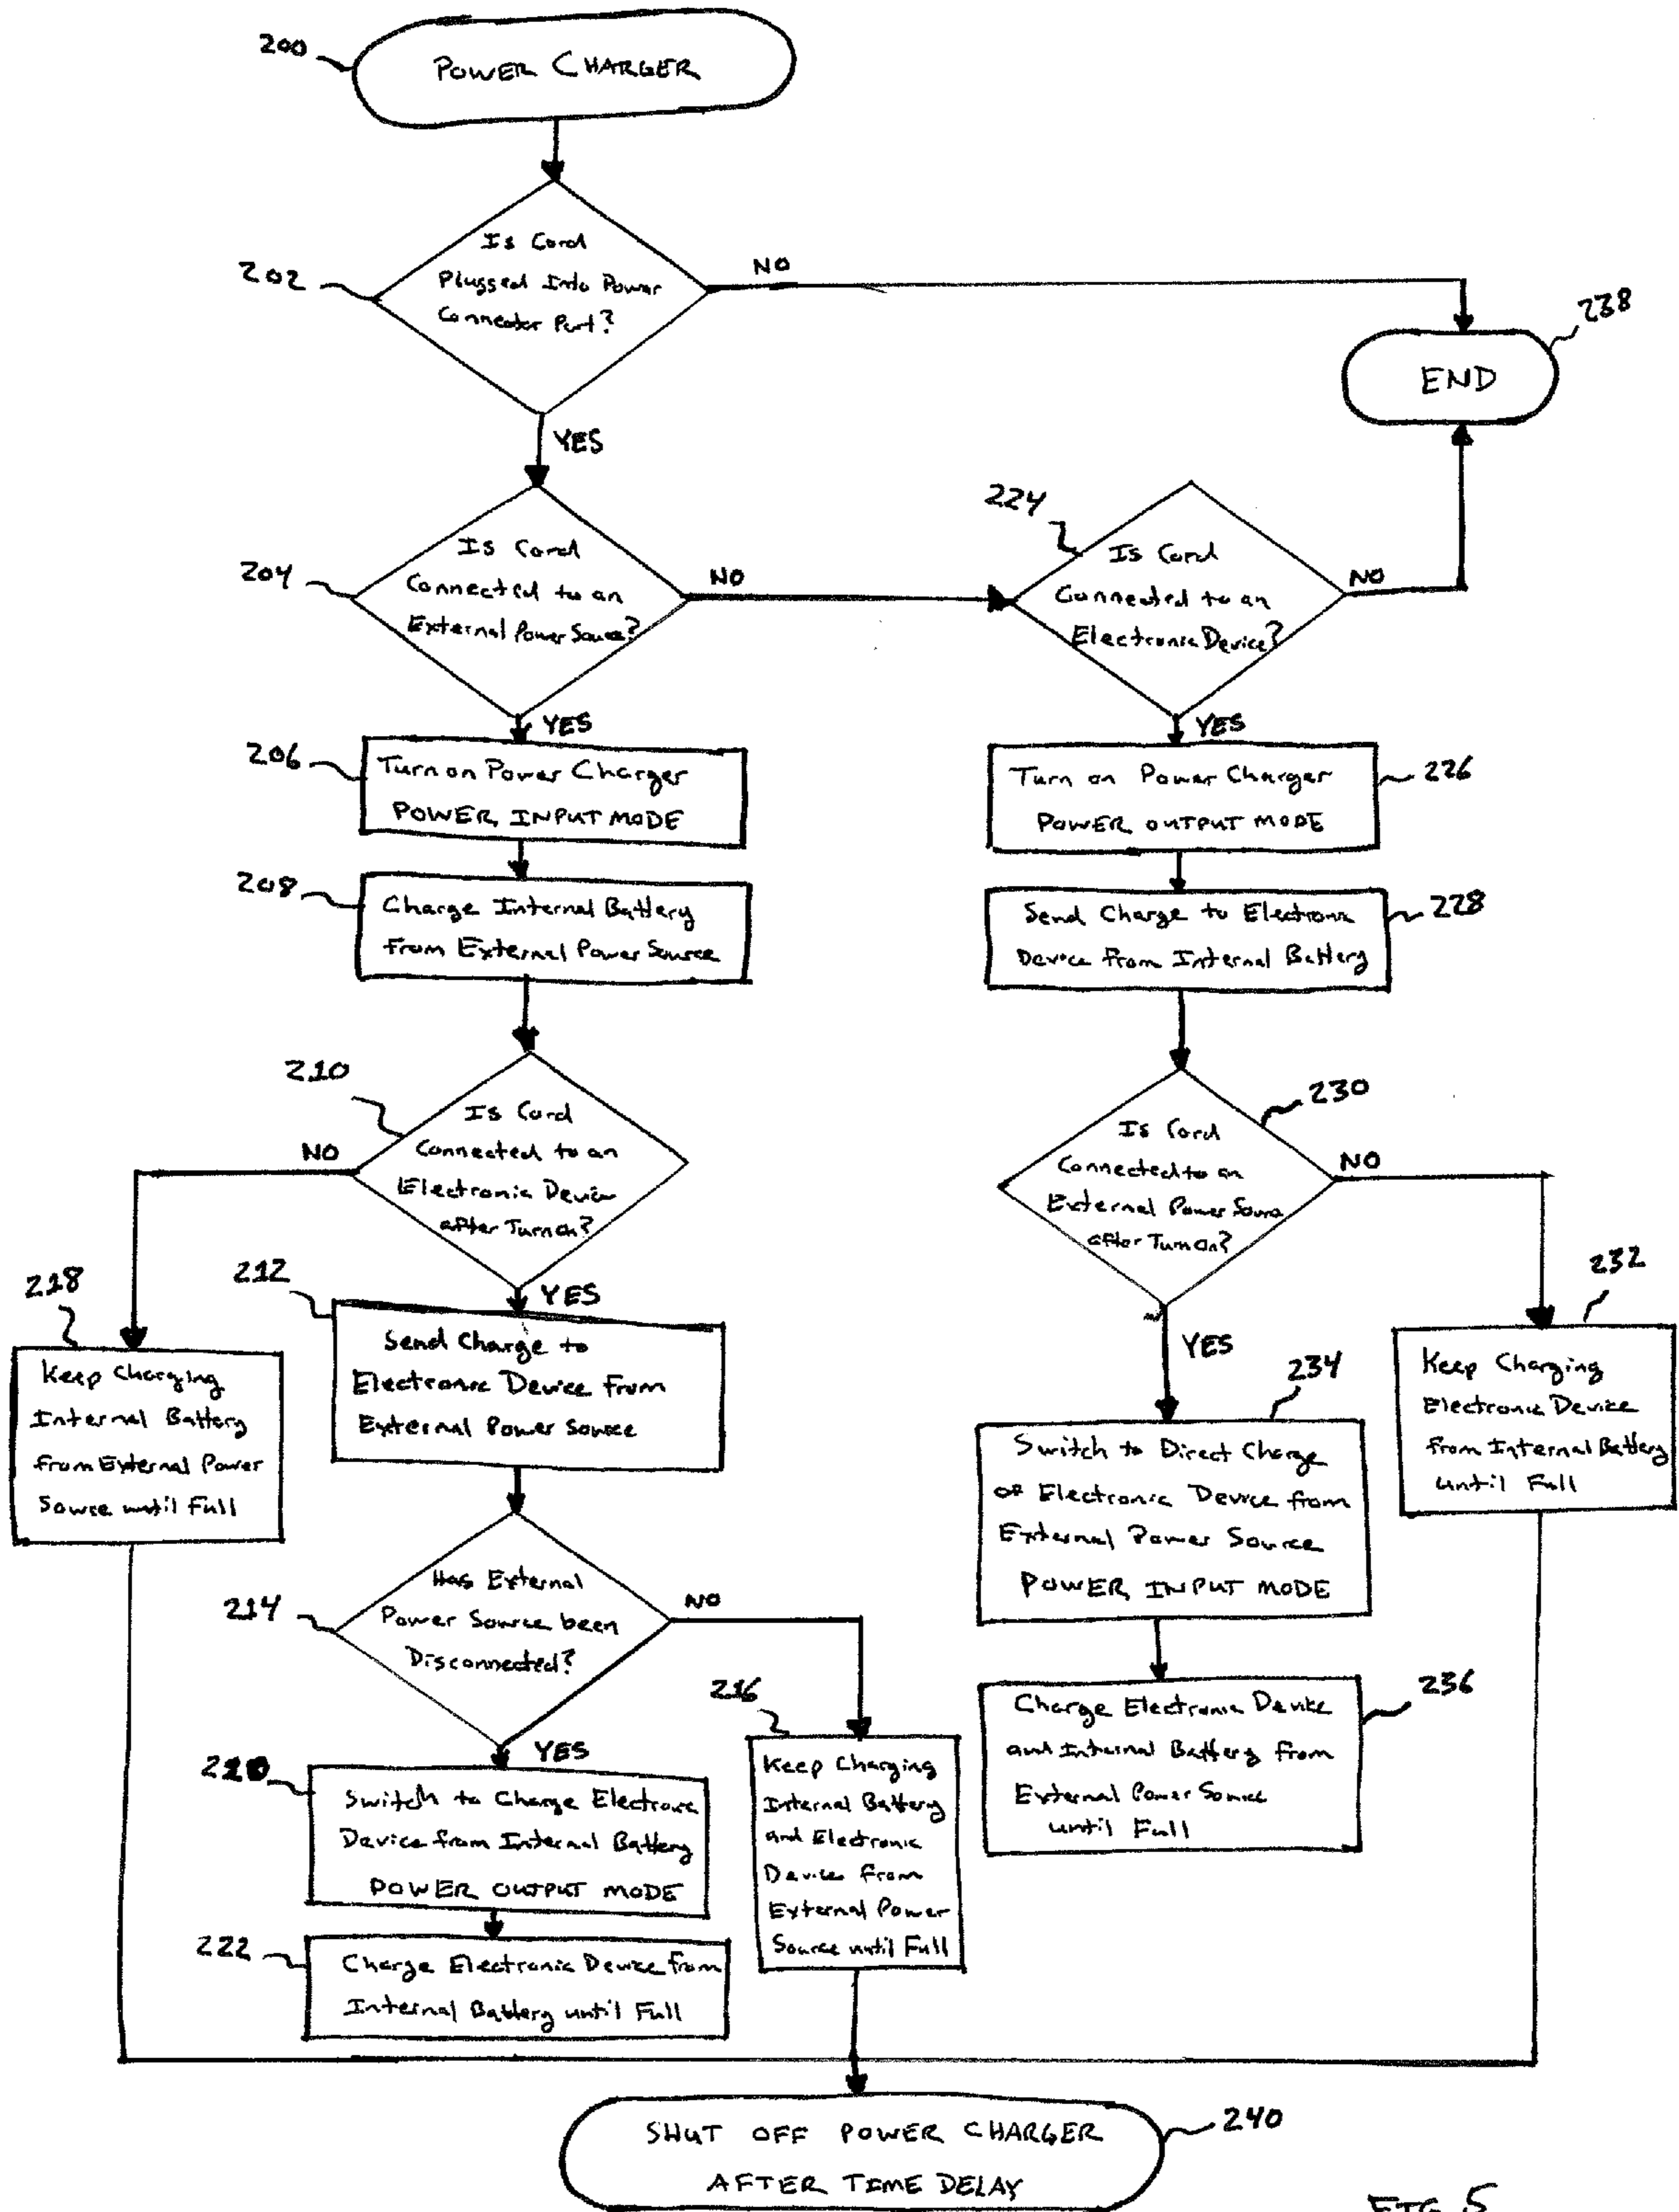 200
POWER CHARGER
202
Is Cord
Plugged Into Power
Connector Port?
NO
238
END
YES
204
Is Cord
Connected to an
External Power Source?
NO
224
Is Cord
Connected to an
Electronic Device?
NO
YES
206
Turn on Power Charger
POWER INPUT MODE
YES
Turn on Power Charger
POWER OUTPUT MODE
226
208
Charge Internal Battery
from External Power Source
Send Charge to Electronic
Device from Internal Battery
228
210
Is Cord
Connected to an
Electronic Device
after Turn on?
NO
230
Is Cord
Connected to an
External Power Source
after Turn on?
NO
218
Keep Charging
Internal Battery
from External Power
Source until Full
YES
212
Send Charge to
Electronic Device from
External Power Source
YES
234
Switch to Direct Charge
of Electronic Device from
External Power Source
POWER INPUT MODE
232
Keep Charging
Electronic Device
from Internal Battery
until Full
214
Has External
Power Source been
Disconnected?
NO
216
Keep Charging
Internal Battery
and Electronic
Device from
External Power
Source until Full
236
Charge Electronic Device
and Internal Battery from
External Power Source
until Full
YES
220
Switch to Charge Electronic
Device from Internal Battery
POWER OUTPUT MODE
222
Charge Electronic Device from
Internal Battery until Full
SHUT OFF POWER CHARGER
AFTER TIME DELAY
240
FIG 5